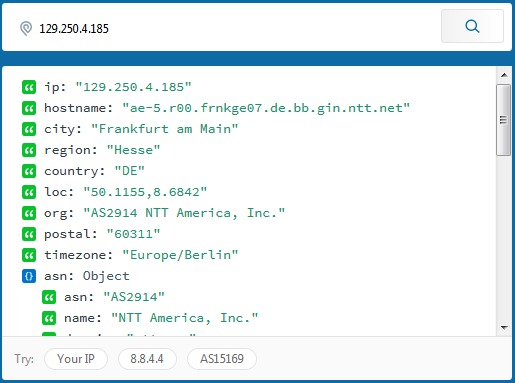 129.250.4.185
ip: "129.250.4.185"
hostname: "ae-5.r00.frnkge07.de.bb.gin.ntt.net"
city: "Frankfurt am Main"
region: "Hesse"
country: "DE"
loc: "50.1155,8.6842"
org: "AS2914 NTT America, Inc."
postal: "60311"
timezone: "Europe/Berlin"
{} asn: Object
asn: "AS2914"
name: "NTT America, Inc."
Try: Your IP 8.8.4.4 AS15169